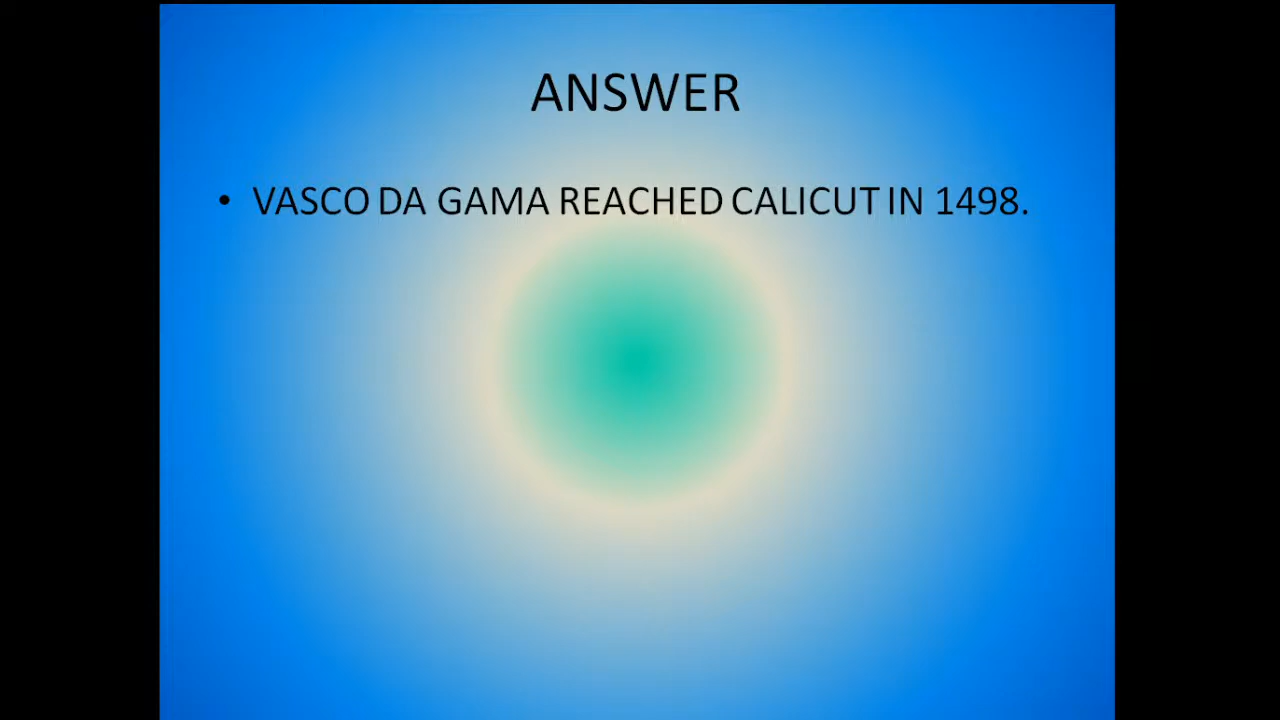 ANSWER
• VASCO DA GAMA REACHED CALICUT IN 1498.